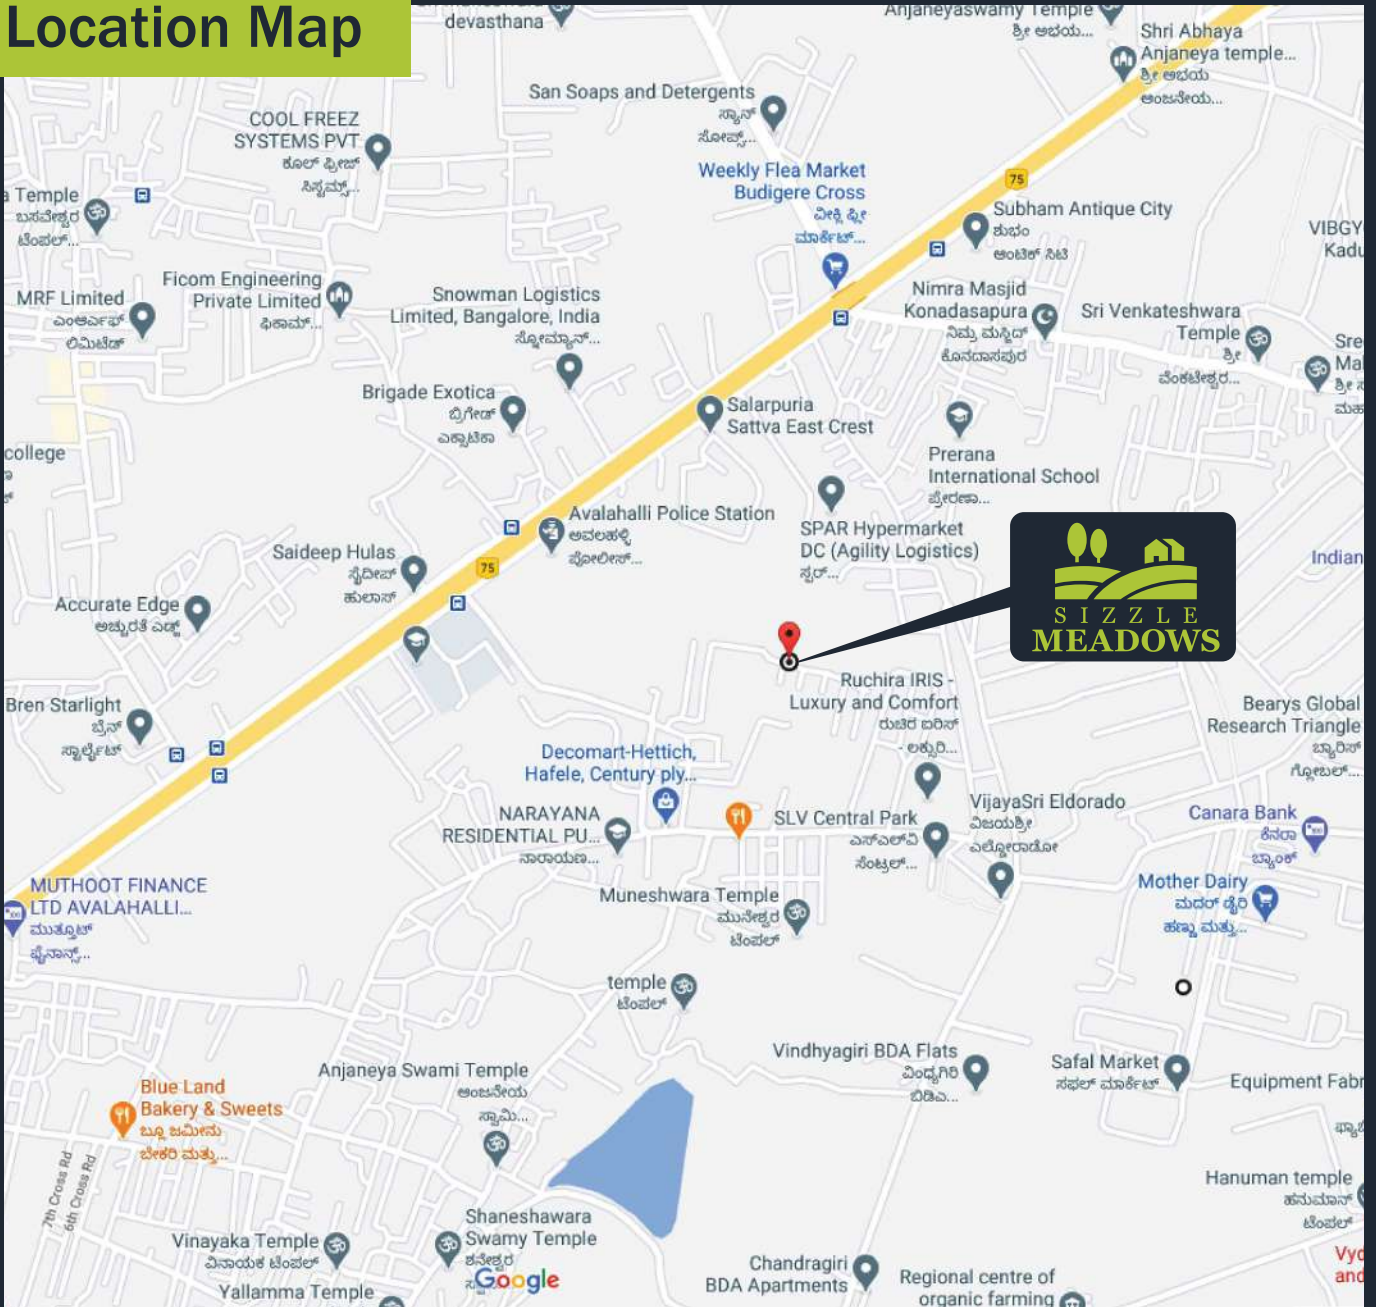 Location Map
devasthana
Anjaneyaswamy Temple
ಶ್ರೀ ಅಭಯ...
Shri Abhaya
Anjaneya temple...
ಶ್ರೀ ಅಭಯ
ಆಂಜನೇಯ...
San Soaps and Detergents
ಸ್ಯಾನ್
ಸೋಪ್ಸ್...
COOL FREEZ
SYSTEMS PVT
ಕೂಲ್ ಫ್ರೀಜ್
ಸಿಸ್ಟಮ್ಸ್...
Weekly Flea Market
Budigere Cross
ವೀಕ್ಲಿ ಫ್ಲೀ
ಮಾರ್ಕೆಟ್...
75
a Temple
ಬಸವೇಶ್ವರ
ಟೆಂಪಲ್...
Subham Antique City
ಶುಭಂ
ಆಂಟಿಕ್ ಸಿಟಿ
VIBGY
Kadu
Ficom Engineering
Private Limited
ಫಿಕಾಮ್...
MRF Limited
ಎಂಆರ್ಎಫ್
ಲಿಮಿಟೆಡ್
Snowman Logistics
Limited, Bangalore, India
ಸ್ನೋಮ್ಯಾನ್...
Nimra Masjid
Konadasapura
ನಿಮ್ರ ಮಸ್ಜಿದ್
ಕೊನದಾಸಪುರ
Sri Venkateshwara
Temple
ಶ್ರೀ
ವೆಂಕಟೇಶ್ವರ...
Sre
Mal
ಶ್ರೀ
ಮಹ
Brigade Exotica
ಬ್ರಿಗೇಡ್
ಎಕ್ಸಾಟಿಕಾ
Salarpuria
Sattva East Crest
college
Prerana
International School
ಪ್ರೇರಣಾ...
SPAR Hypermarket
DC (Agility Logistics)
ಸ್ಪರ್...
Avalahalli Police Station
ಅವಲಹಳ್ಳಿ
ಪೋಲೀಸ್...
Saideep Hulas
ಸೈದೀಪ್
ಹುಲಾಸ್
75
Indian
Accurate Edge
ಅಚ್ಚುರತೆ ಎಡ್ಜ್
SIZZLE
MEADOWS
Ruchira IRIS -
Luxury and Comfort
ರುಚಿರ ಐರಿಸ್
- ಲಕ್ಸುರಿ...
Bren Starlight
ಬ್ರೆನ್
ಸ್ಟಾರ್ಲೈಟ್
Bearys Global
Research Triangle
ಬ್ಯಾರಿಸ್
ಗ್ಲೋಬಲ್...
Decomart-Hettich,
Hafele, Century ply...
NARAYANA
RESIDENTIAL PU...
ನಾರಾಯಣ...
SLV Central Park
ಎಸ್ಎಲ್ವಿ
ಸೆಂಟ್ರಲ್...
VijayaSri Eldorado
ವಿಜಯಶ್ರೀ
ಎಲ್ಡೋರಾಡೋ
Canara Bank
ಕೆನರಾ
ಬ್ಯಾಂಕ್
MUTHOOT FINANCE
LTD AVALAHALLI...
ಮುತ್ತೂಟ್
ಫೈನಾನ್ಸ್...
Muneshwara Temple
ಮುನೇಶ್ವರ
ಟೆಂಪಲ್
Mother Dairy
ಮದರ್ ಡೈರಿ
ಹಣ್ಣು ಮತ್ತು...
temple
ಟೆಂಪಲ್
Anjaneya Swami Temple
ಆಂಜನೇಯ
ಸ್ವಾಮಿ...
Vindhyagiri BDA Flats
ವಿಂಧ್ಯಗಿರಿ
ಬಿಡಿಎ...
Safal Market
ಸಫಲ್ ಮಾರ್ಕೆಟ್
Equipment Fabr
Blue Land
Bakery & Sweets
ಬ್ಲೂ ಜಮೀನು
ಬೇಕರಿ ಮತ್ತು...
7th Cross Rd
6th Cross Rd
Hanuman temple
ಹನುಮಾನ್
ಟೆಂಪಲ್
Vinayaka Temple
ವಿನಾಯಕ ಟೆಂಪಲ್
Shaneshawara
Swamy Temple
ಶನೇಶ್ವರ
Google
Yallammma Temple
Chandragiri
BDA Apartments
Regional centre of
organic farming
Vyd
and